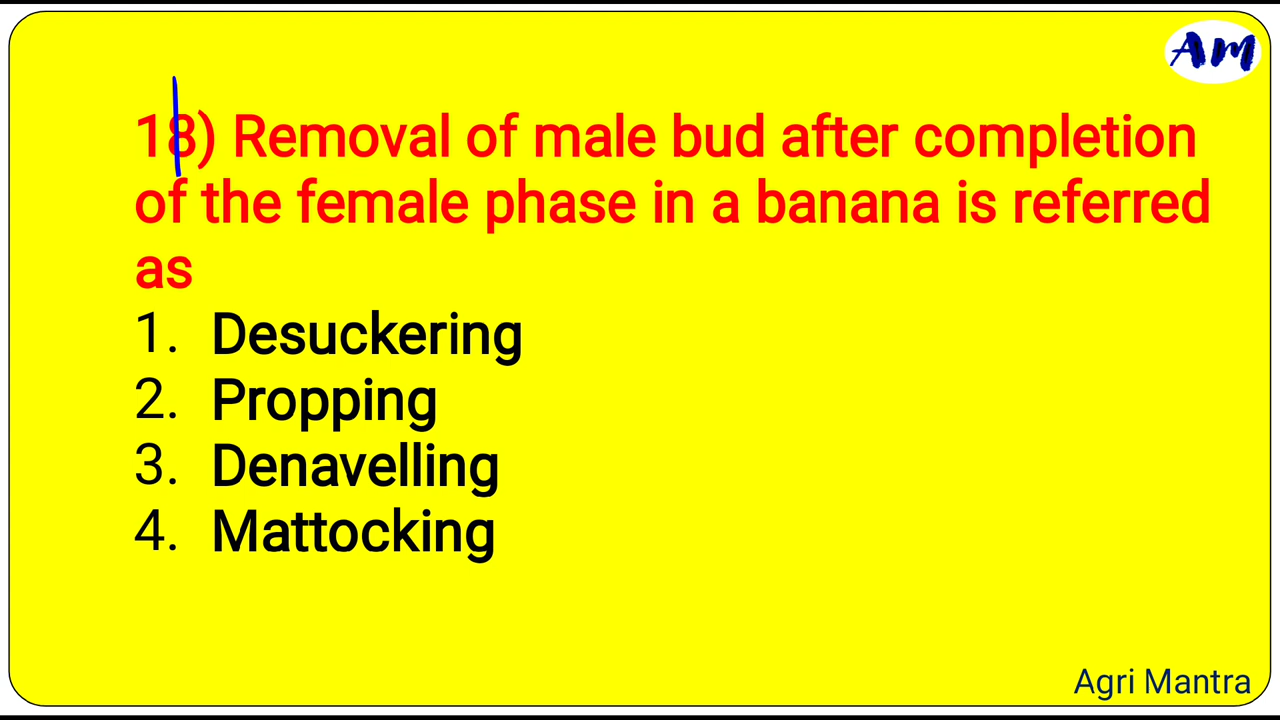 AM
18) Removal of male bud after completion
of the female phase in a banana is referred
as
1. Desuckering
2. Propping
3. Denavelling
4. Mattocking
Agri Mantra